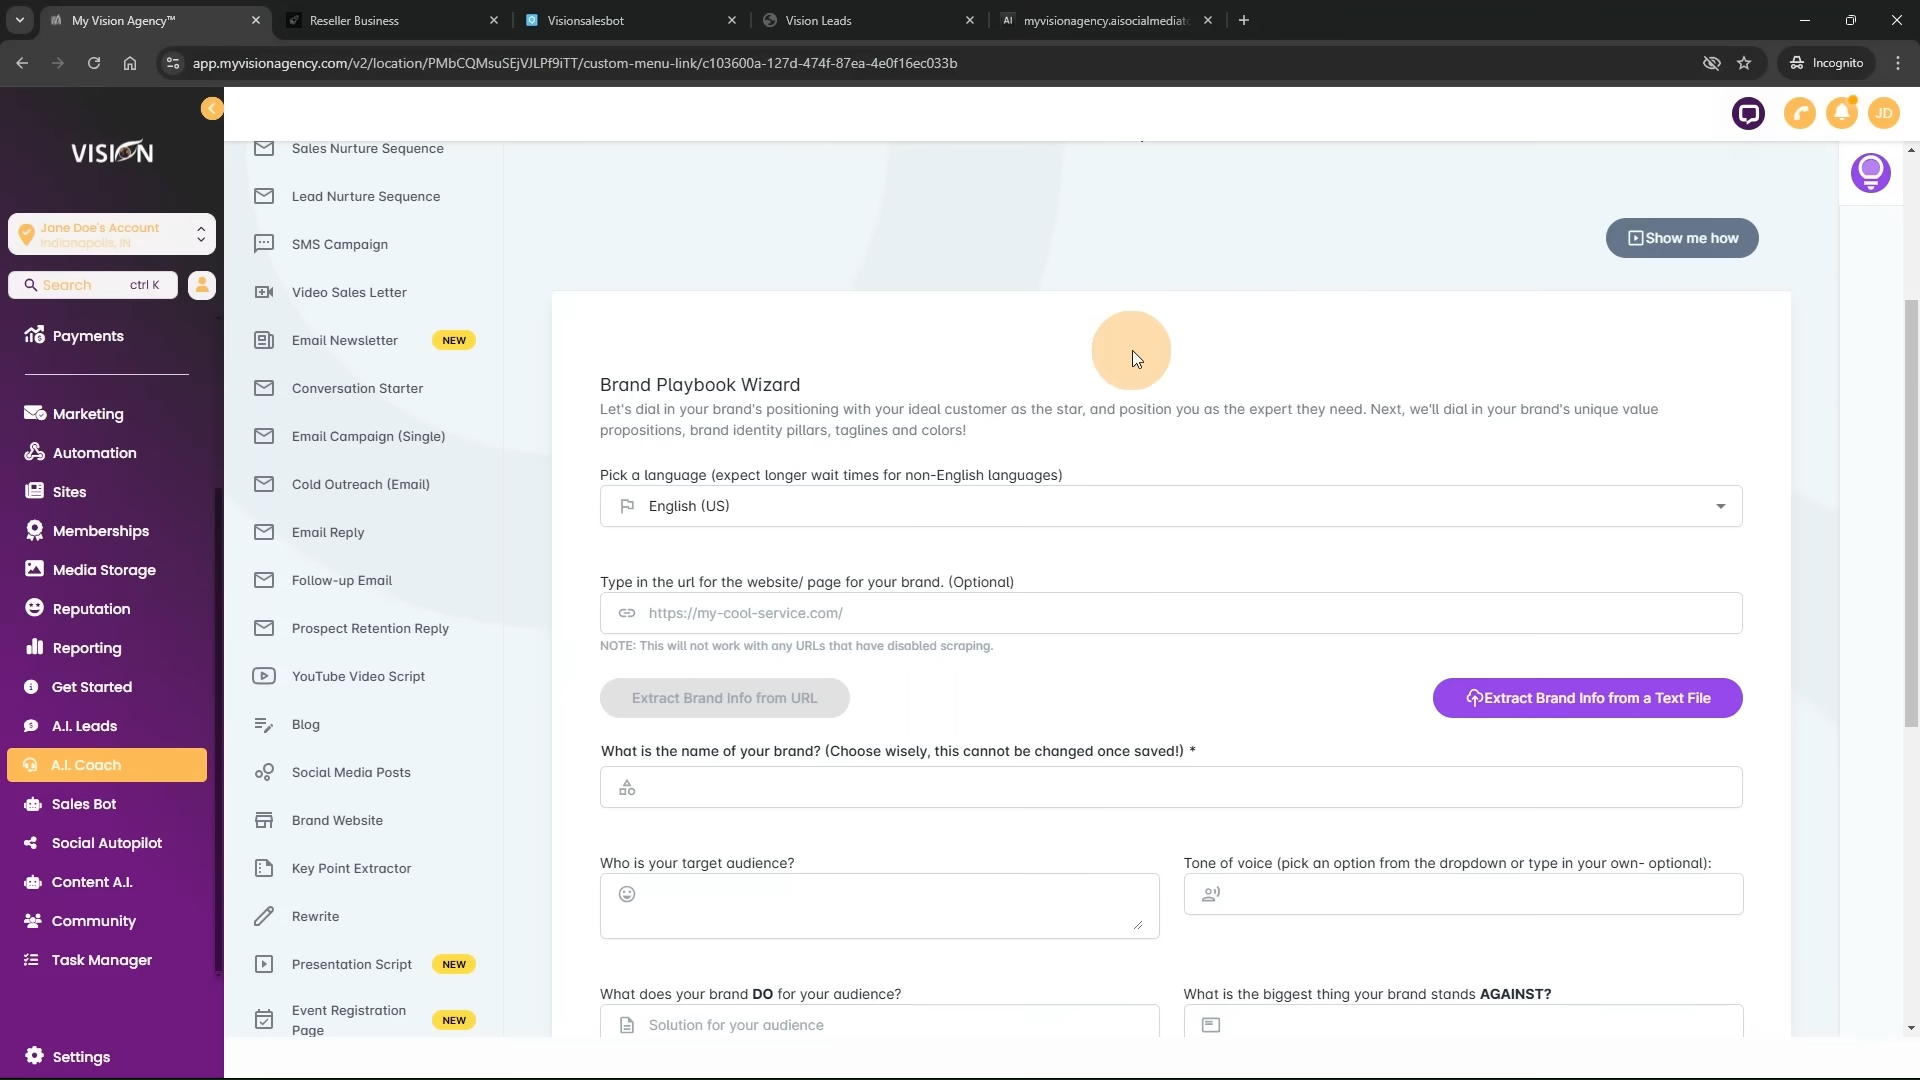 My Vision Agency™
Reseller Business
Visionsalesbot
Vision Leads
AI
myvisionagency.aisocialmediato
app.myvisionagency.com/v2/location/PMbCQMsuSEjVJLPf9iTT/custom-menu-link/c103600a-127d-474f-87ea-4e0f16ec033b
Incognito
JD
VISION
Jane Doe's Account
Indianapolis, IN
Search
ctrl K
Payments
Marketing
Automation
Sites
Memberships
Media Storage
Reputation
Reporting
Get Started
A.I. Leads
A.I. Coach
Sales Bot
Social Autopilot
Content A.I.
Community
Task Manager
Settings
Sales Nurture Sequence
Lead Nurture Sequence
SMS Campaign
Video Sales Letter
Email Newsletter NEW
Conversation Starter
Email Campaign (Single)
Cold Outreach (Email)
Email Reply
Follow-up Email
Prospect Retention Reply
YouTube Video Script
Blog
Social Media Posts
Brand Website
Key Point Extractor
Rewrite
Presentation Script NEW
Event Registration
Page NEW
Show me how
Brand Playbook Wizard
Let's dial in your brand's positioning with your ideal customer as the star, and position you as the expert they need. Next, we'll dial in your brand's unique value
propositions, brand identity pillars, taglines and colors!
Pick a language (expect longer wait times for non-English languages)
English (US)
Type in the url for the website/ page for your brand. (Optional)
https://my-cool-service.com/
NOTE: This will not work with any URLs that have disabled scraping.
Extract Brand Info from URL
Extract Brand Info from a Text File
What is the name of your brand? (Choose wisely, this cannot be changed once saved!) *
Who is your target audience?
Tone of voice (pick an option from the dropdown or type in your own- optional):
What does your brand DO for your audience?
Solution for your audience
What is the biggest thing your brand stands AGAINST?